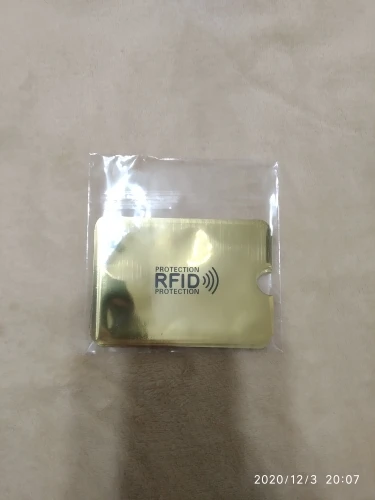 PROTECTION
RFID
PROTECTION
2020/12/3 20:07